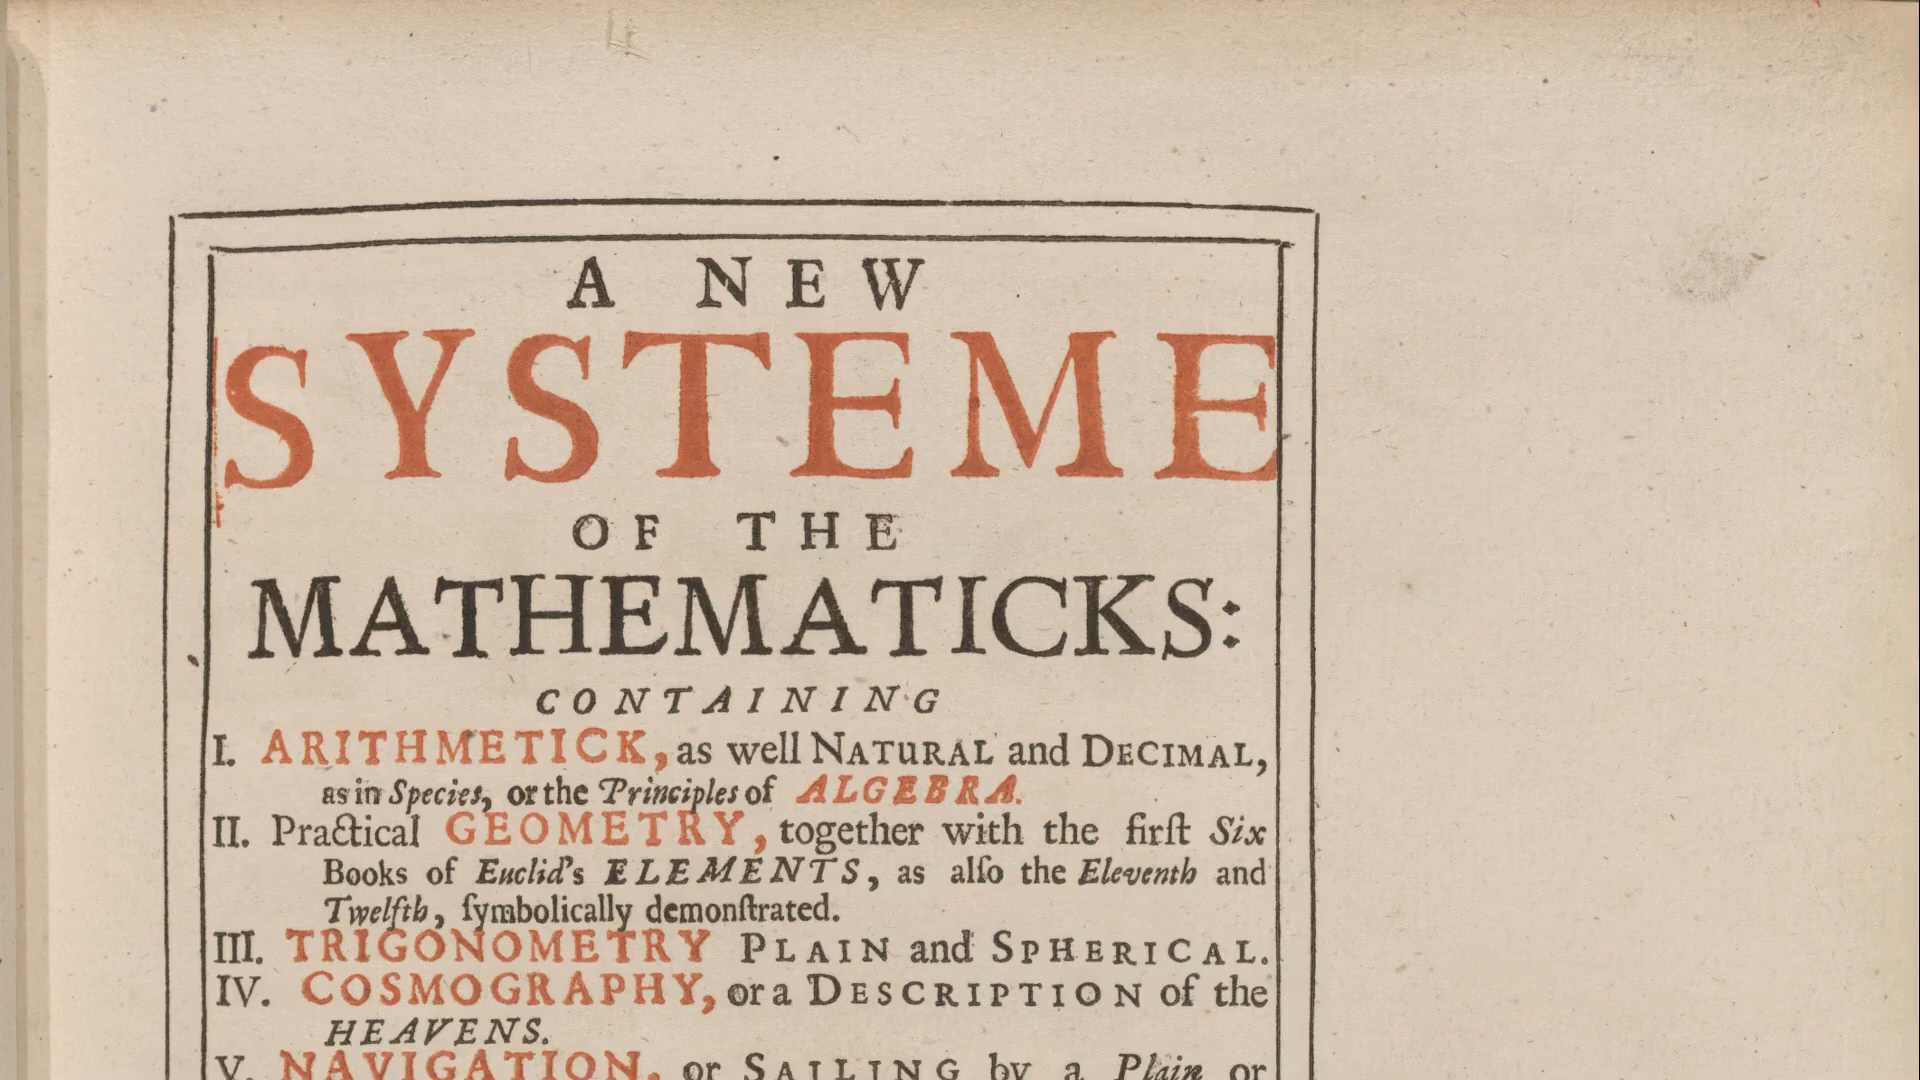 A NEW
SYSTEME
OF THE
MATHEMATICKS:
CONTAINING
I. ARITHMETICK, as well NATURAL and DECIMAL,
as in Species, or the Principles of ALGEBRA.
II. Practical GEOMETRY, together with the firſt Six
Books of Euclid's ELEMENTS, as alſo the Eleventh and
Twelfth, ſymbolically demonſtrated.
III. TRIGONOMETRY PLAIN and SPHERICAL.
IV. COSMOGRAPHY, or a DESCRIPTION of the
HEAVENS.
V. NAVIGATION, or SAILING by a Plain or